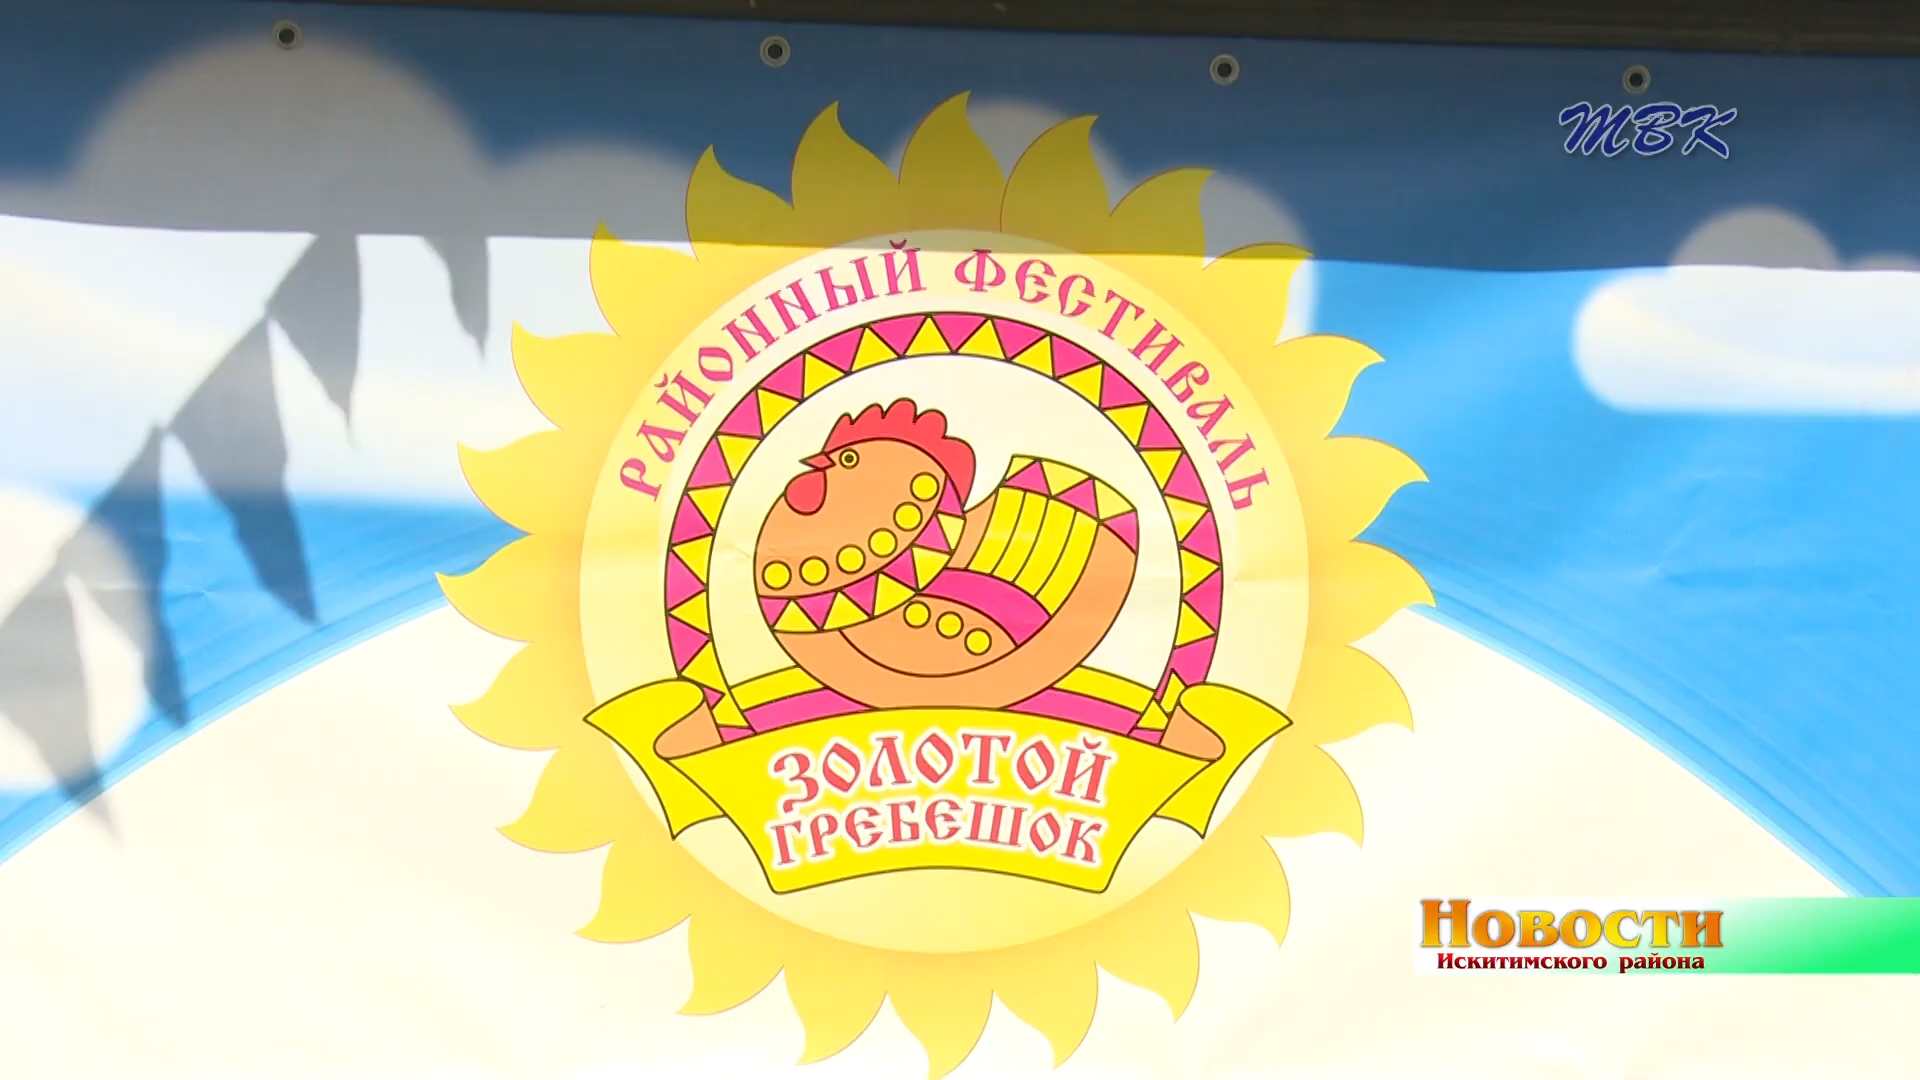 ТВК
РАЙОННЫЙ ФЕСТИВАЛЬ
ЗОЛОТОЙ
ГРЕБЕШОК
Новости
Искитимского района